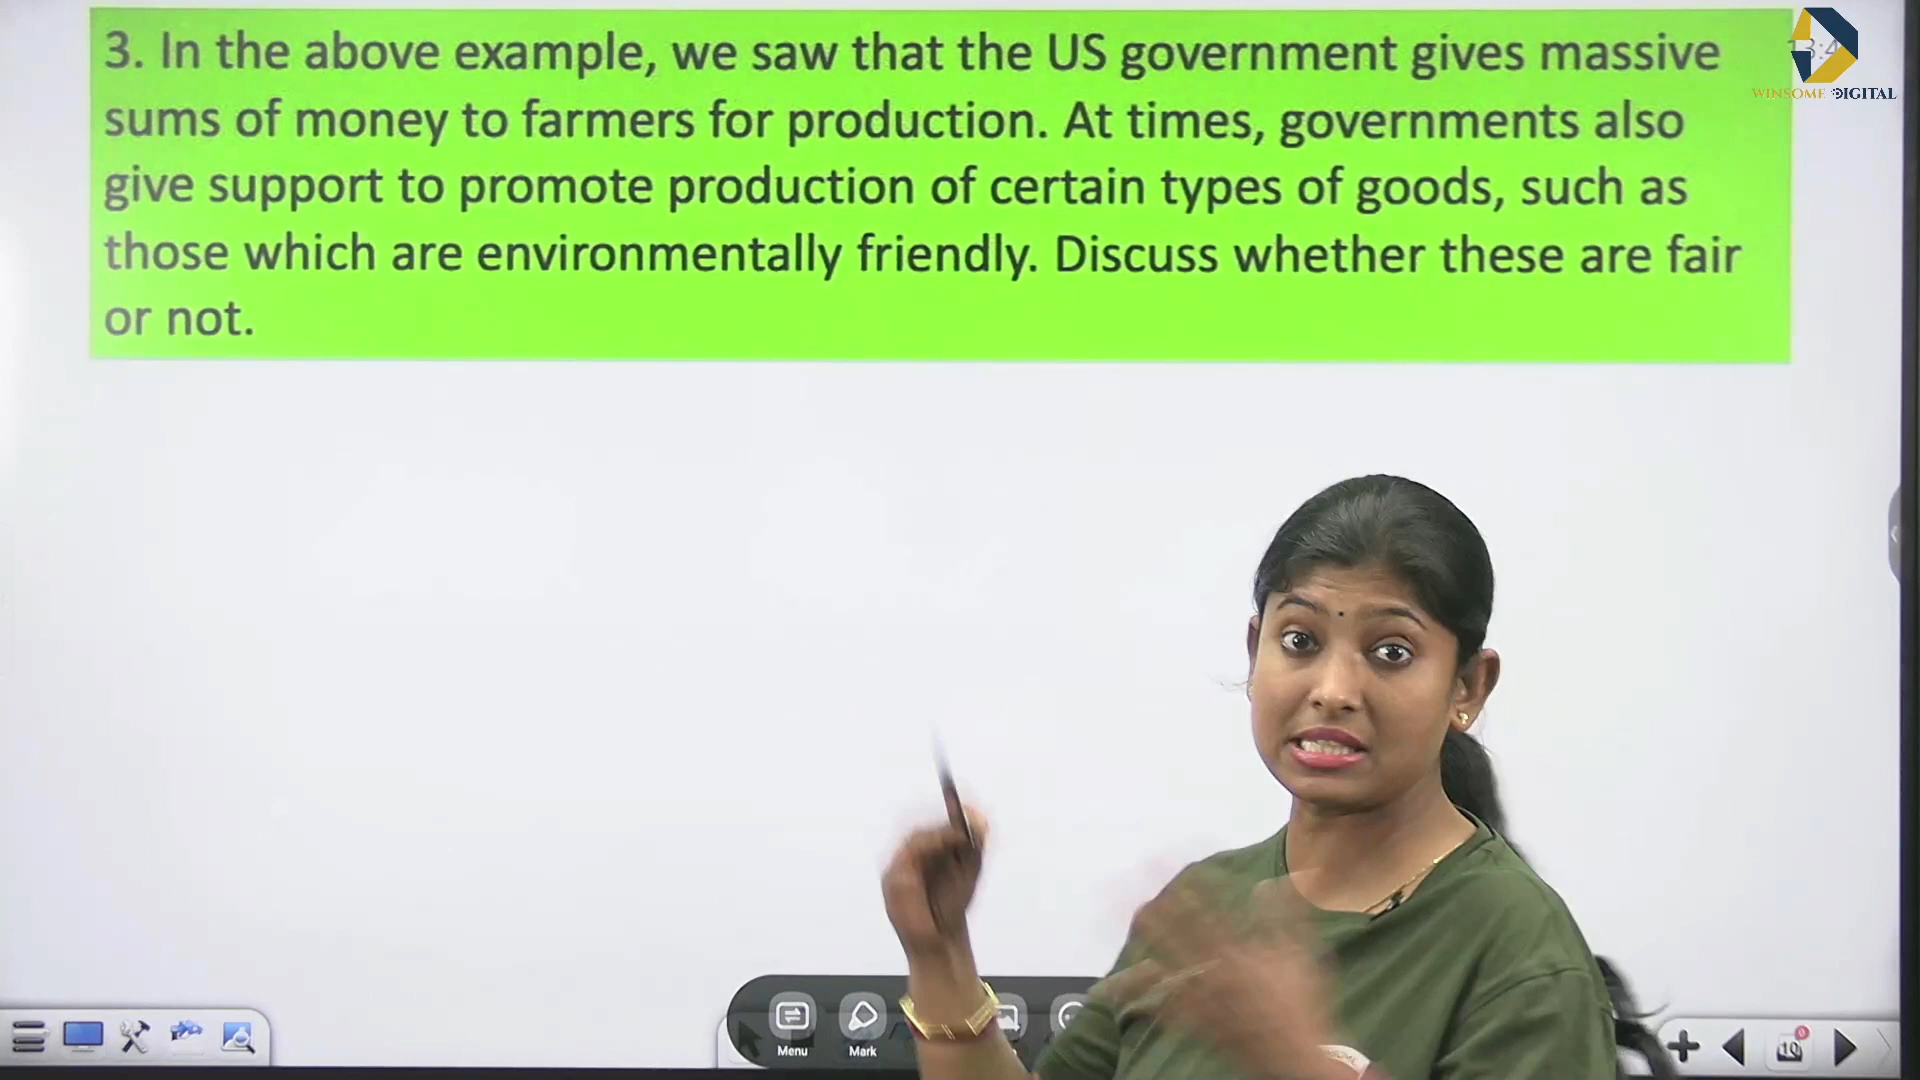 3. In the above example, we saw that the US government gives massive
sums of money to farmers for production. At times, governments also
give support to promote production of certain types of goods, such as
those which are environmentally friendly. Discuss whether these are fair
or not.
WINSOME DIGITAL
Menu
Mark
10